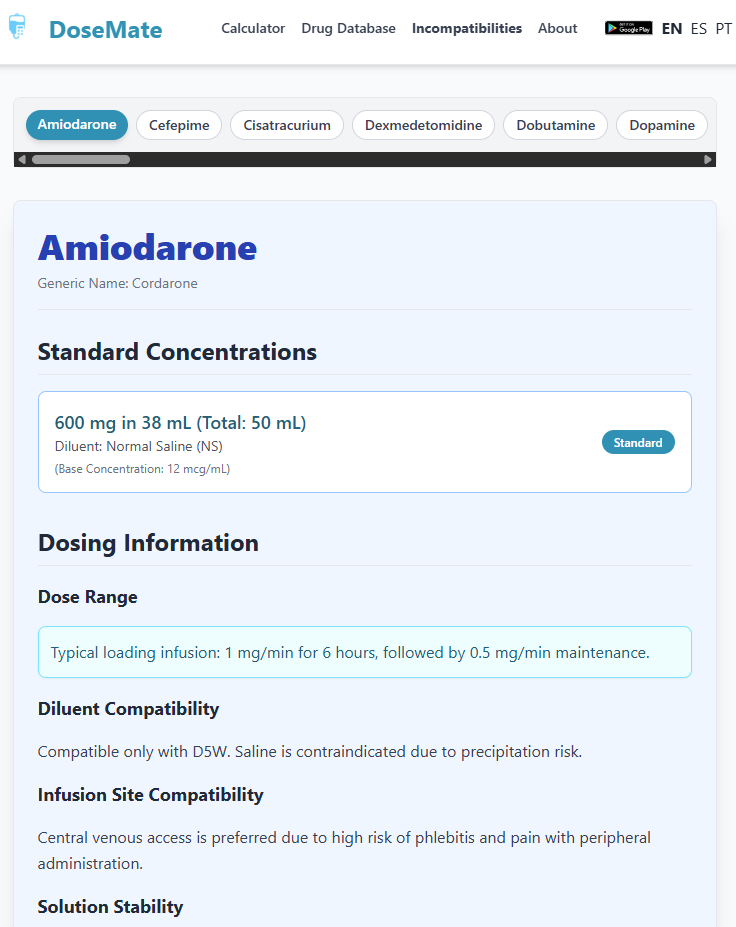 DoseMate
Calculator
Drug Database
Incompatibilities
About
GET IT ON
Google Play
EN
ES
PT
Amiodarone
Cefepime
Cisatracurium
Dexmedetomidine
Dobutamine
Dopamine
Amiodarone
Generic Name: Cordarone
Standard Concentrations
600 mg in 38 mL (Total: 50 mL)
Diluent: Normal Saline (NS)
(Base Concentration: 12 mcg/mL)
Standard
Dosing Information
Dose Range
Typical loading infusion: 1 mg/min for 6 hours, followed by 0.5 mg/min maintenance.
Diluent Compatibility
Compatible only with D5W. Saline is contraindicated due to precipitation risk.
Infusion Site Compatibility
Central venous access is preferred due to high risk of phlebitis and pain with peripheral
administration.
Solution Stability